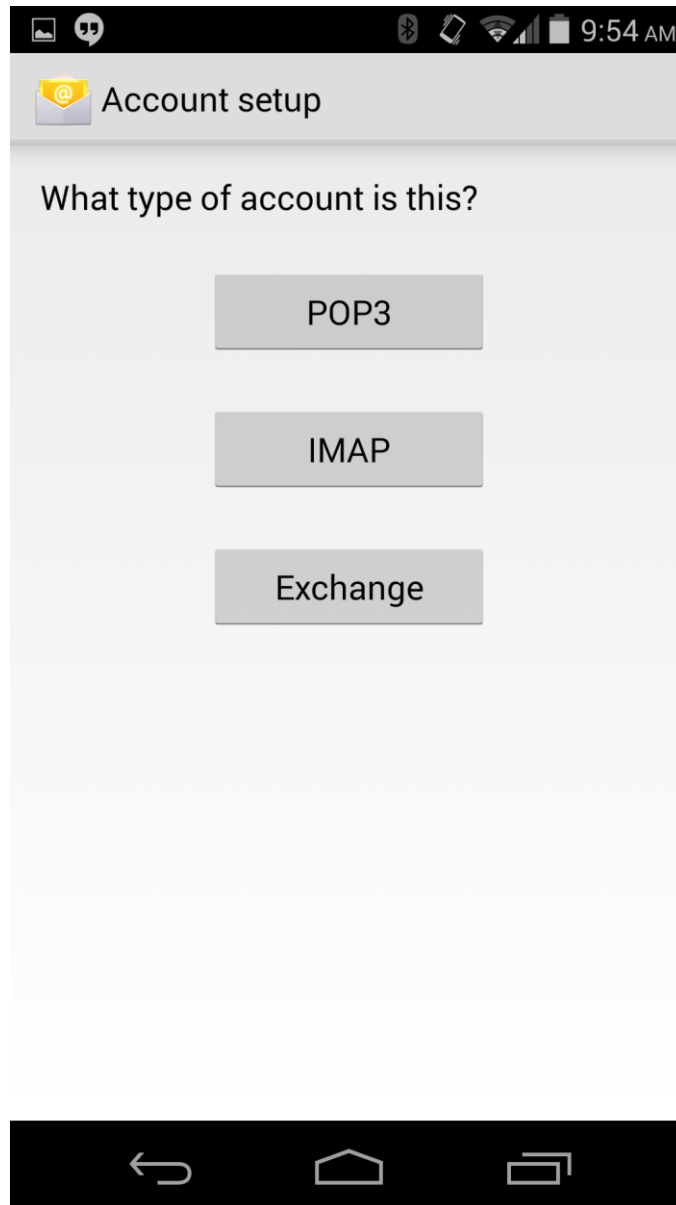 9:54 AM
Account setup
What type of account is this?
POP3
IMAP
Exchange